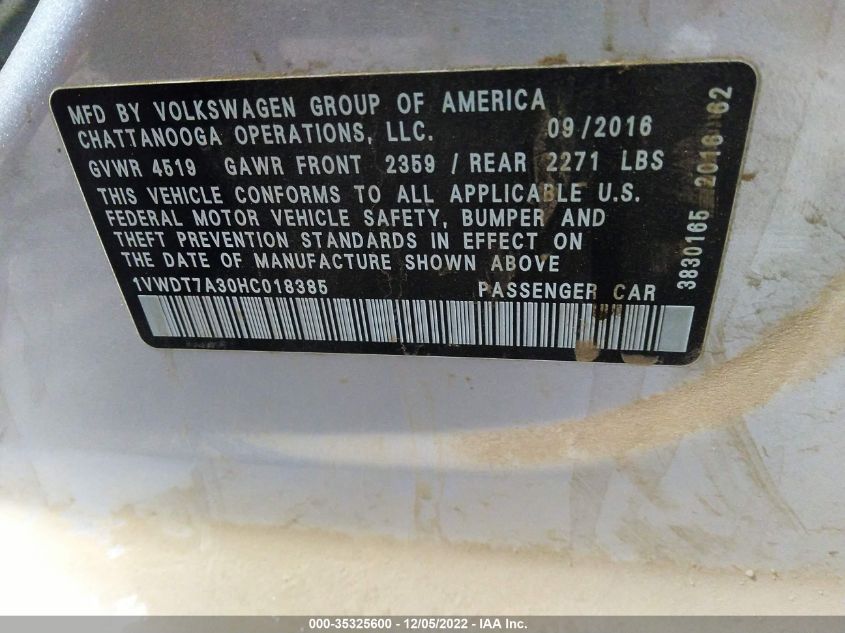 MFD BY VOLKSWAGEN GROUP OF AMERICA
CHATTANOOGA OPERATIONS, LLC. 09/2016
GVWR 4519 GAWR FRONT 2359 / REAR 2271 LBS
THIS VEHICLE CONFORMS TO ALL APPLICABLE U.S.
FEDERAL MOTOR VEHICLE SAFETY, BUMPER AND
THEFT PREVENTION STANDARDS IN EFFECT ON
THE DATE OF MANUFACTURE SHOWN ABOVE
1VWDT7A30HC018385 PASSENGER CAR
3830165 2016 62
000-35325600 - 12/05/2022 - IAA Inc.